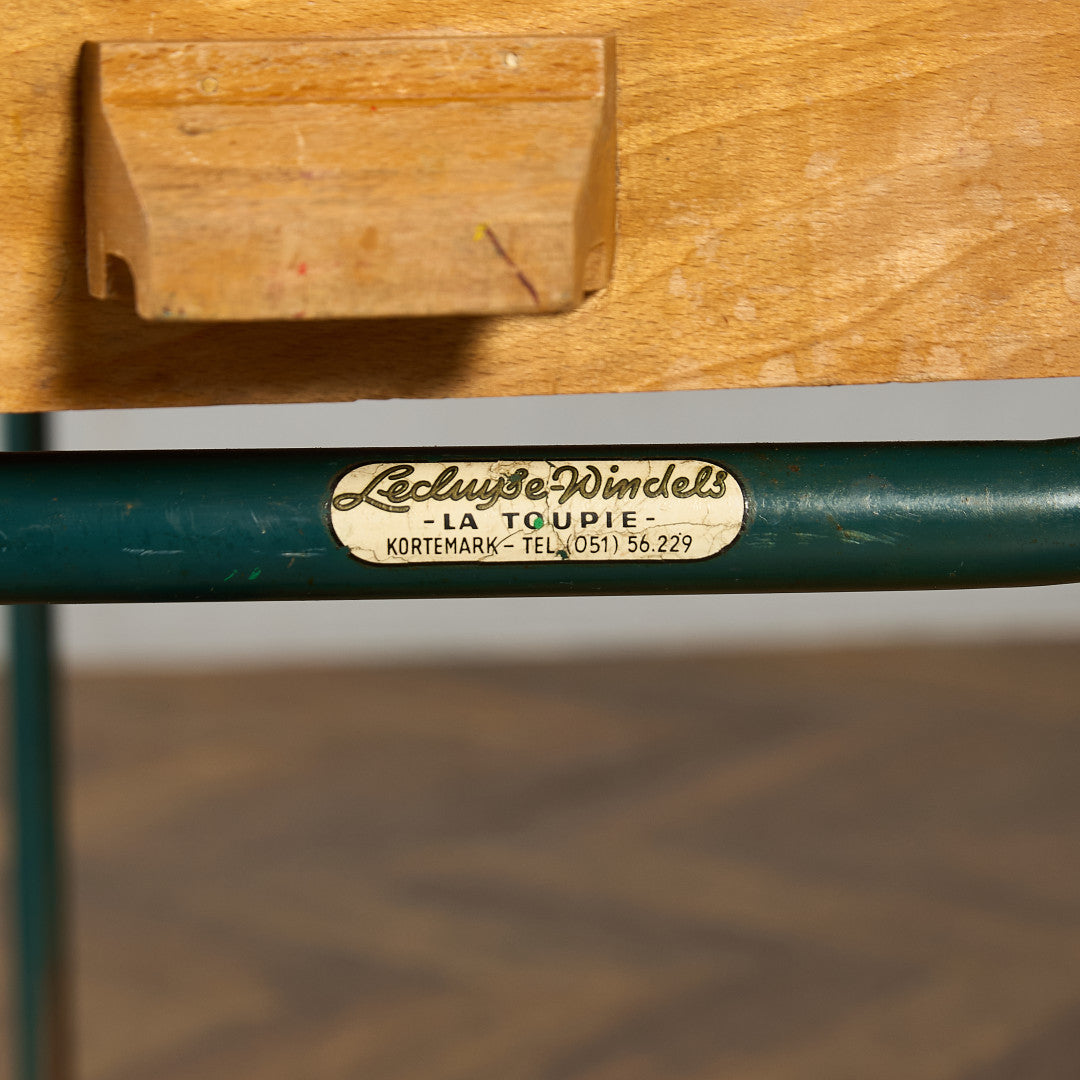 Lecluyse-Windels
-LA TOUPIE-
KORTEMARK - TEL. (051) 56.229